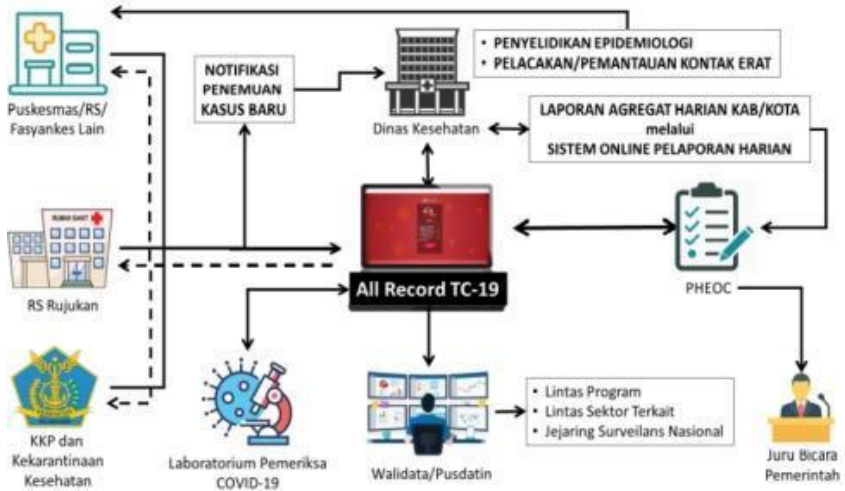 • PENYELIDIKAN EPIDEMIOLOGI
• PELACAKAN/PEMANTAUAN KONTAK ERAT
NOTIFIKASI
PENEMUAN
KASUS BARU
Puskesmas/RS/
Fasyankes Lain
Dinas Kesehatan
LAPORAN AGREGAT HARIAN KAB/KOTA
melalui
SISTEM ONLINE PELAPORAN HARIAN
RUMAH SAKIT
RS Rujukan
All Record TC-19
PHEOC
KKP dan
Kekarantinaan
Kesehatan
Laboratorium Pemeriksa
COVID-19
Walidata/Pusdatin
• Lintas Program
• Lintas Sektor Terkait
• Jejaring Surveilans Nasional
Juru Bicara
Pemerintah